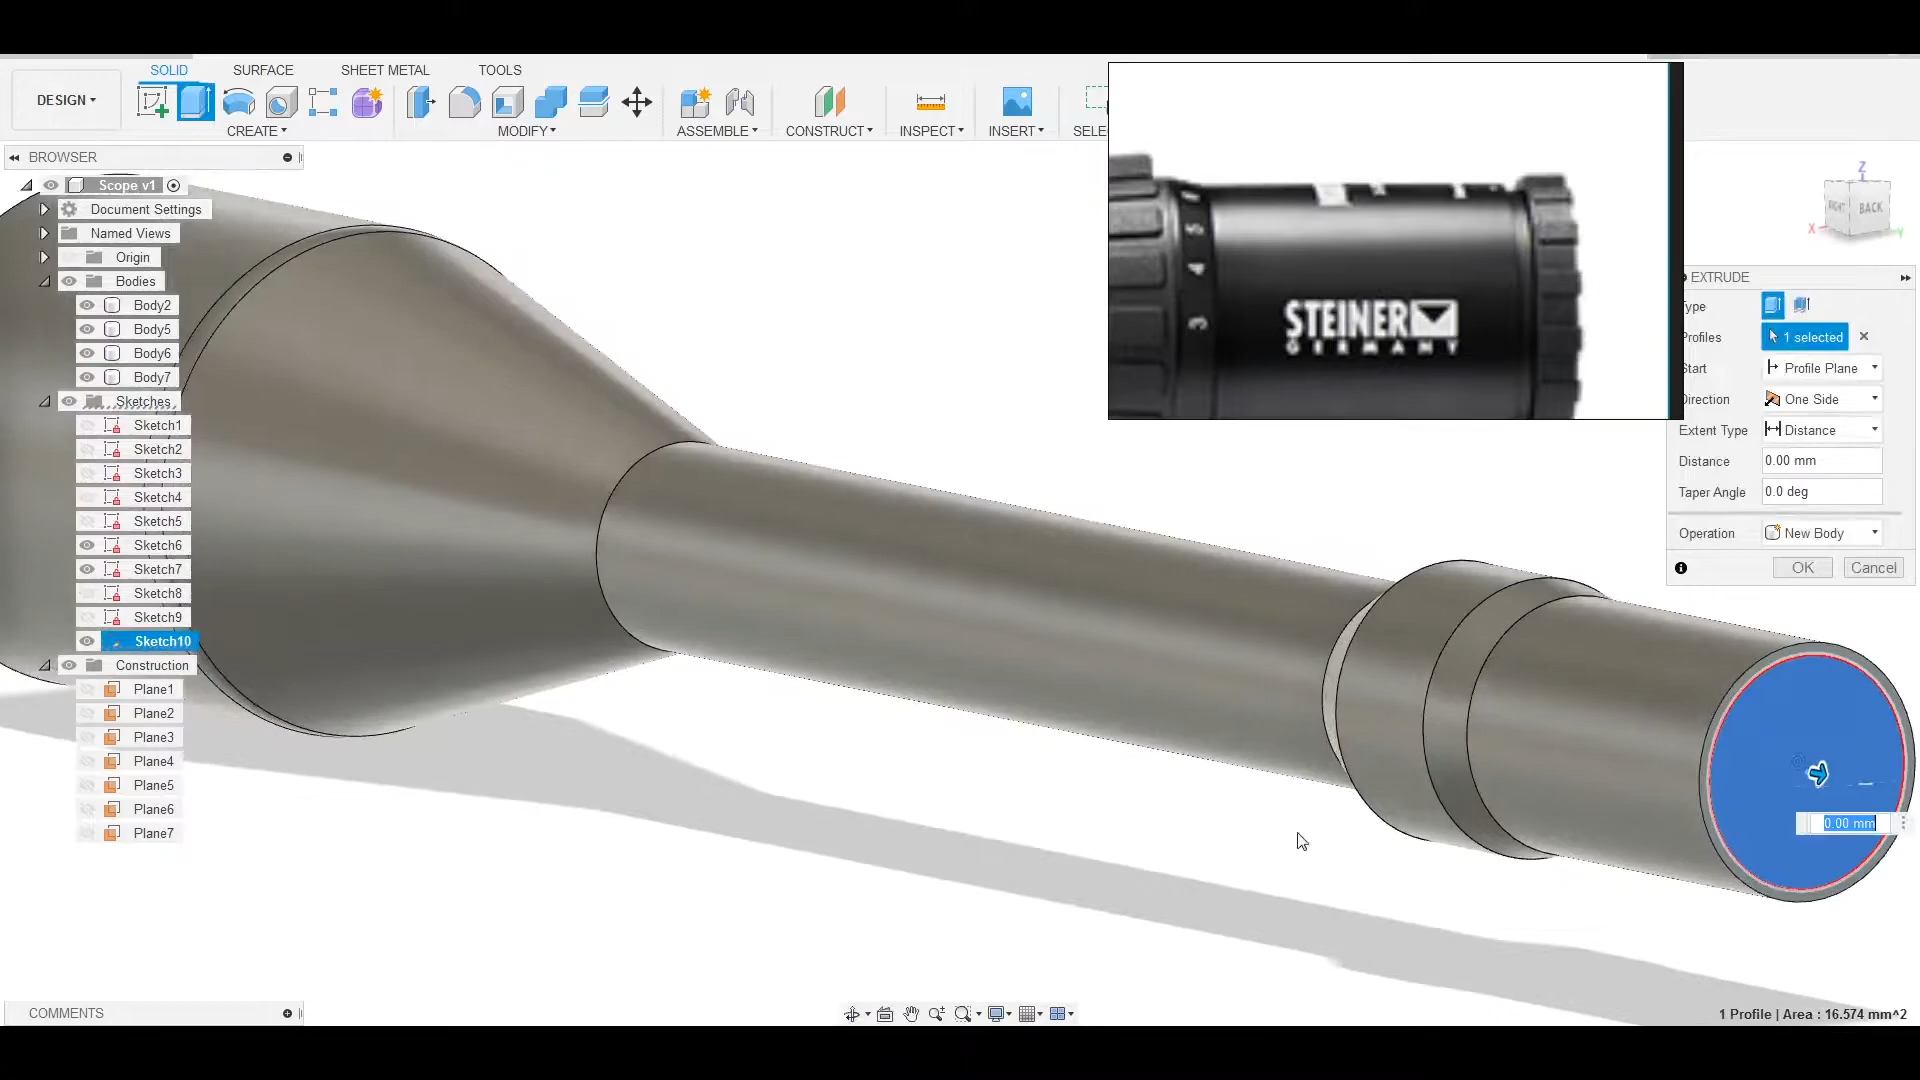 SOLID SURFACE SHEET METAL TOOLS
DESIGN
CREATE MODIFY ASSEMBLE CONSTRUCT INSPECT INSERT SELE
BROWSER
Scope v1
Document Settings
Named Views
Origin
Bodies
Body2
Body5
Body6
Body7
Sketches
Sketch1
Sketch2
Sketch3
Sketch4
Sketch5
Sketch6
Sketch7
Sketch8
Sketch9
Sketch10
Construction
Plane1
Plane2
Plane3
Plane4
Plane5
Plane6
Plane7
COMMENTS
5
4
3
STEINER
GERMANY
Z
RIGHT BACK
X Y
EXTRUDE
ype
rofiles 1 selected
tart Profile Plane
irection One Side
Extent Type Distance
Distance 0.00 mm
Taper Angle 0.0 deg
Operation New Body
OK Cancel
0.00 mm
1 Profile | Area : 16.574 mm^2